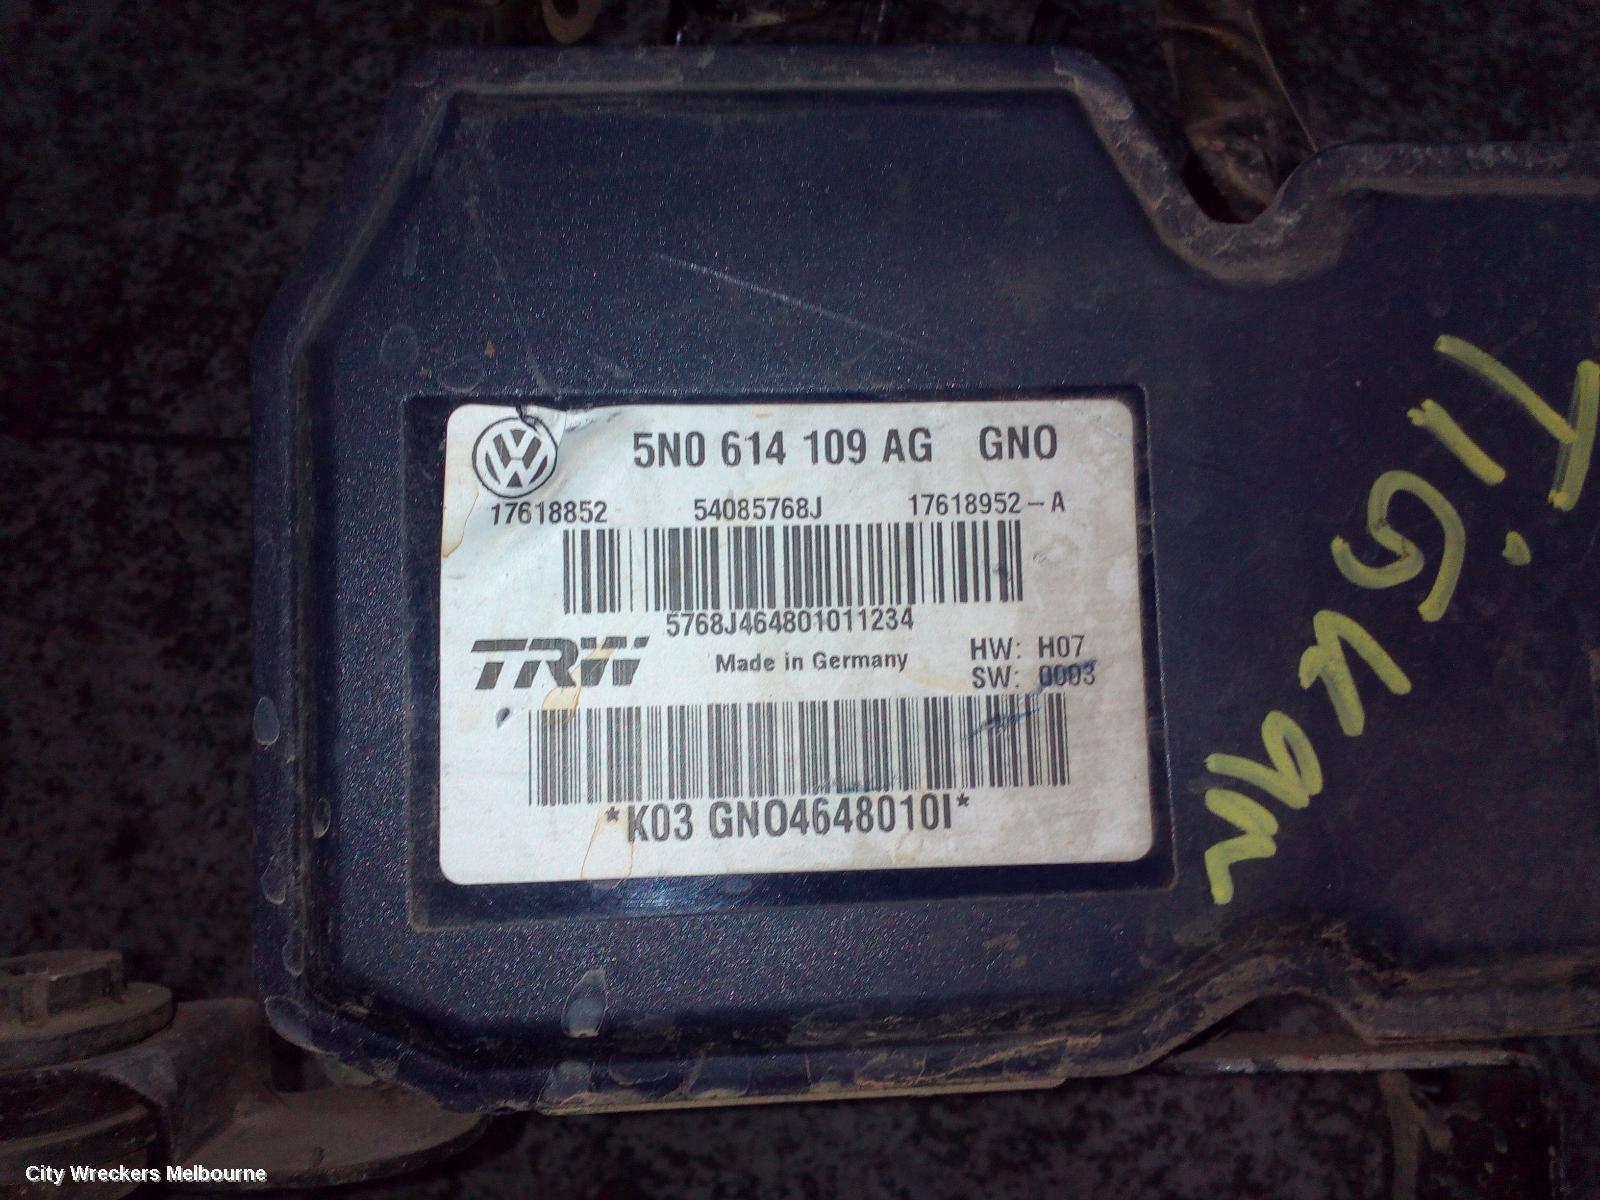 5N0 614 109 AG GNO
17618852 54085768J 17618952-A
5768J464801011234
TRW Made in Germany HW: H07
SW: 0003
*K03 GNO4648010I*
TIGUan
City Wreckers Melbourne